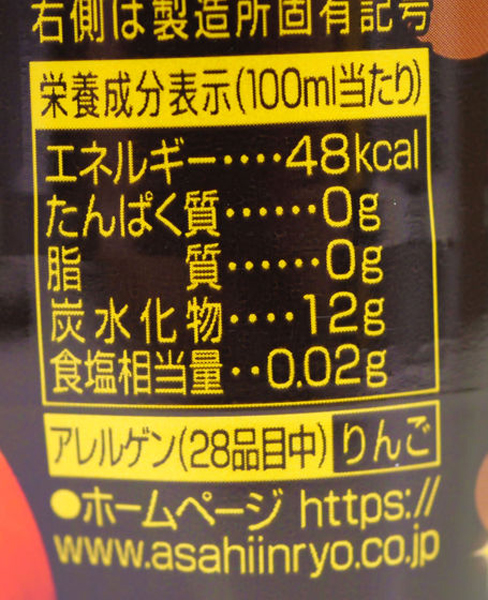 右側は製造所固有記号
栄養成分表示(100ml当たり)
エネルギー‥‥48kcal
たんぱく質‥‥‥0g
脂質‥‥‥0g
炭水化物‥‥12g
食塩相当量‥0.02g
アレルゲン(28品目中) りんご
●ホームページ https://
www.asahiinryo.co.jp